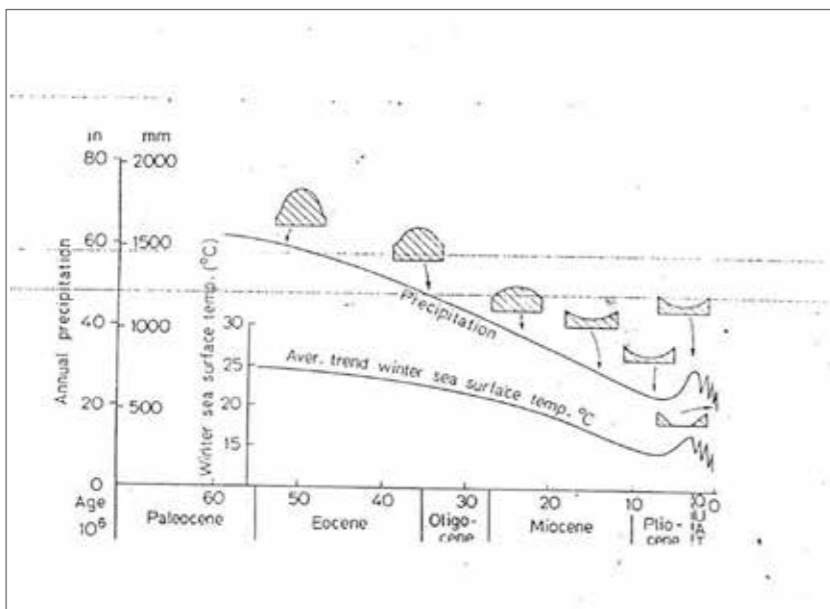 in mm
80 2000
60 1500
40 1000
20 500
0
Annual precipitation
Winter sea surface temp. (°C)
30
25
20
15
Precipitation
Aver. trend winter sea surface temp. °C
Age 60 50 40 30 20 10 0
10⁶
Paleocene
Eocene
Oligo-
cene
Miocene
Plio-
cene
QUAT